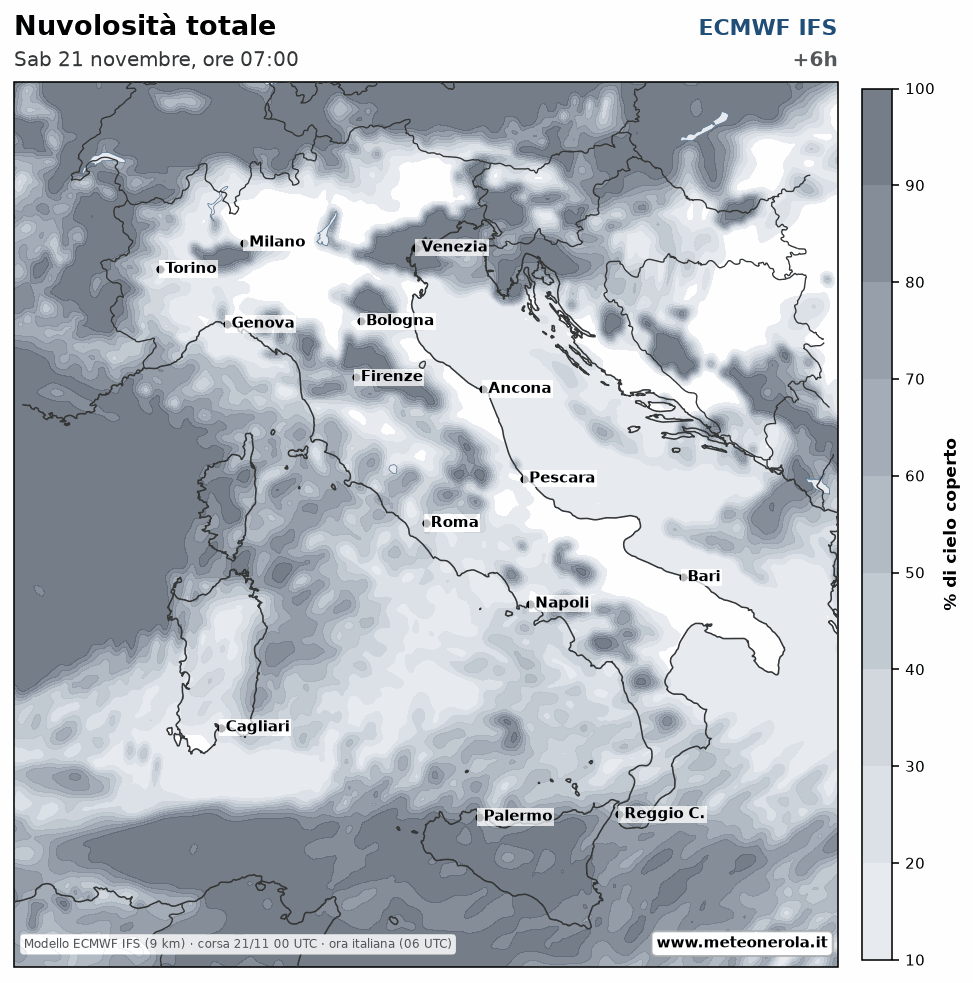 Nuvolosità totale
ECMWF IFS
Sab 21 novembre, ore 07:00
+6h
100
90
80
70
60
50
40
30
20
10
% di cielo coperto
Milano
Venezia
Torino
Genova
Bologna
Firenze
Ancona
Pescara
Roma
Bari
Napoli
Cagliari
Palermo
Reggio C.
Modello ECMWF IFS (9 km) · corsa 21/11 00 UTC · ora italiana (06 UTC)
www.meteonerola.it